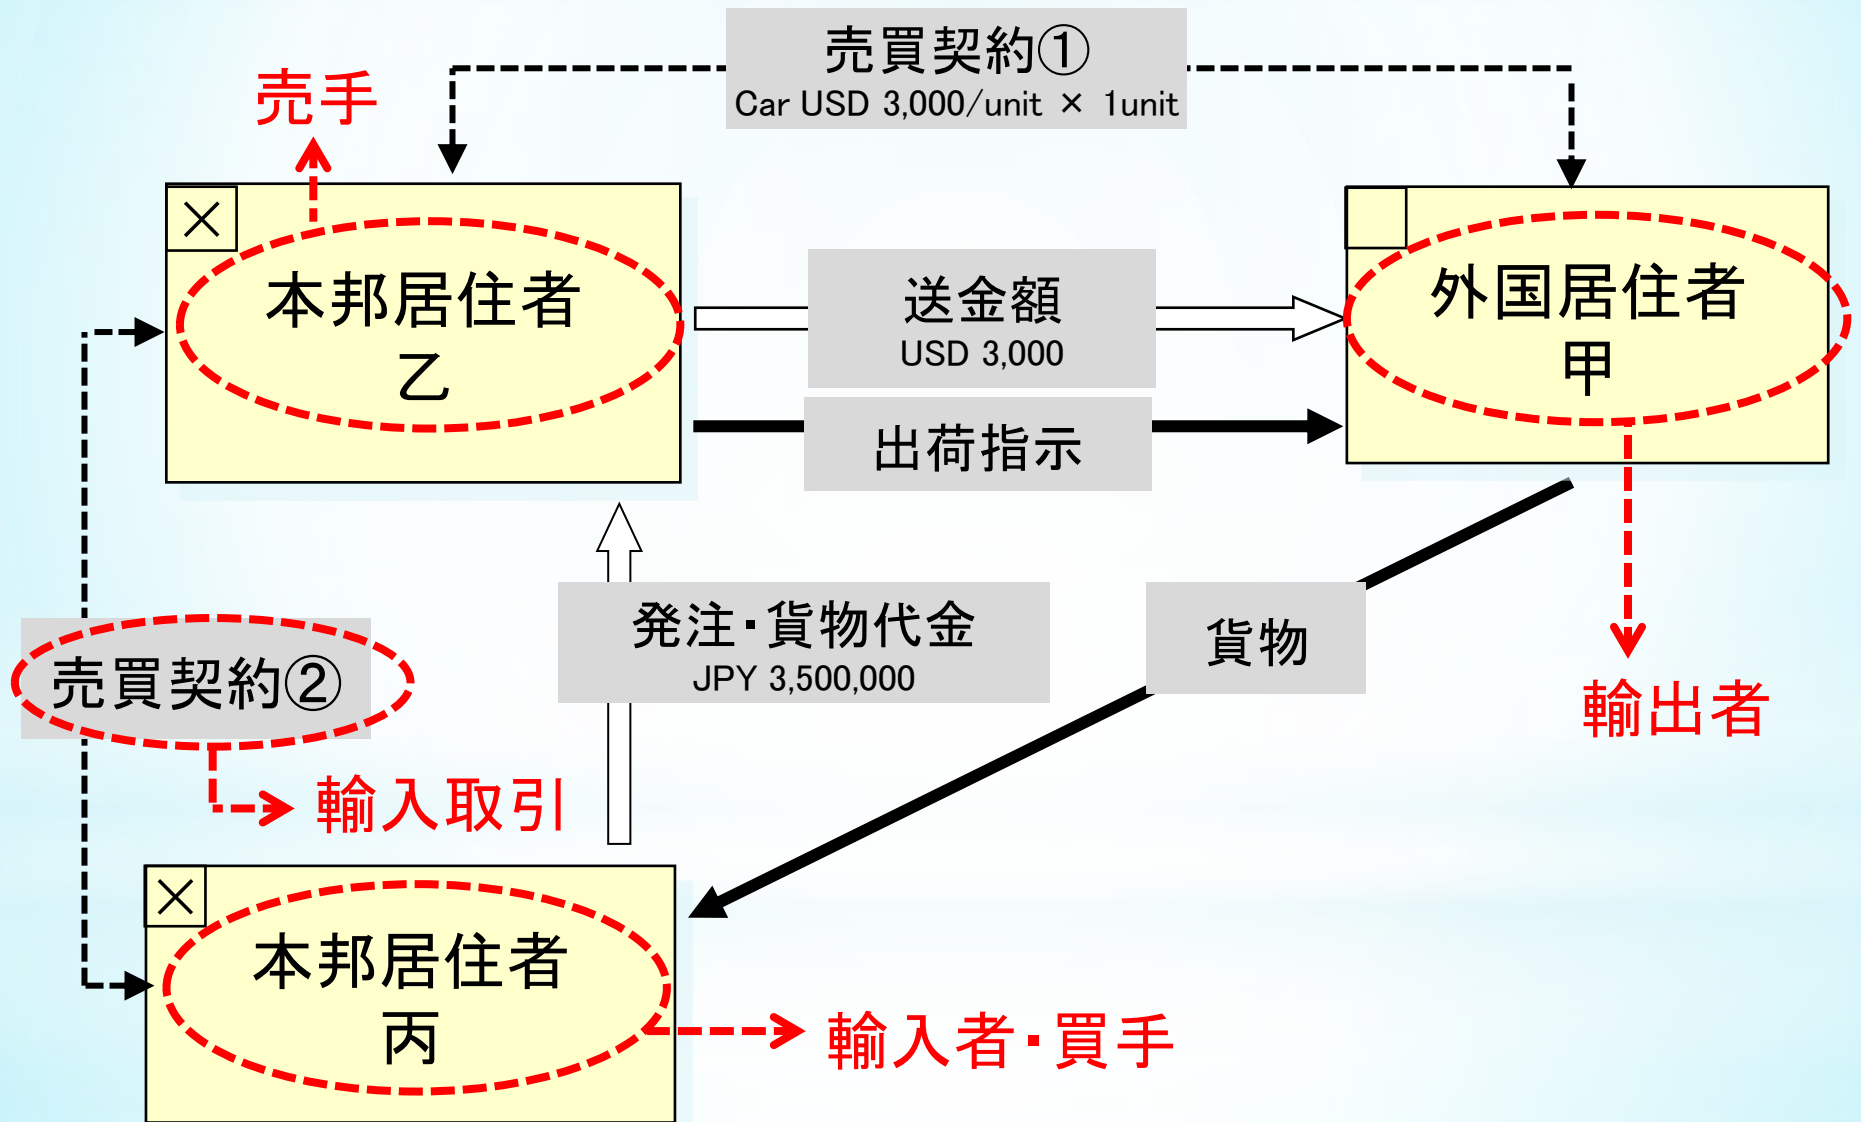 売買契約①
Car USD 3,000/unit × 1unit
売手
本邦居住者
乙
送金額
USD 3,000
出荷指示
外国居住者
甲
発注・貨物代金
JPY 3,500,000
貨物
売買契約②
輸出者
輸入取引
本邦居住者
丙
輸入者・買手